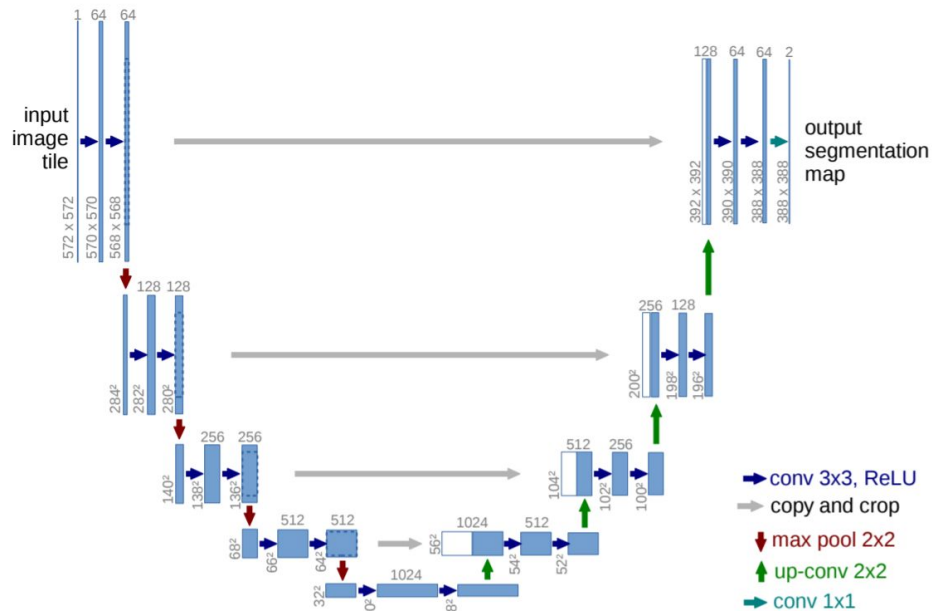 1 64 64
128 64 64 2
input
image
tile
output
segmentation
map
572 x 572
570 x 570
568 x 568
392 x 392
390 x 390
388 x 388
388 x 388
128 128
256 128
284²
282²
280²
200²
198²
196²
256 256
512 256
140²
138²
136²
104²
102²
100²
512 512
1024 512
68²
66²
64²
56²
54²
52²
1024
32²
0²
8²
conv 3x3, ReLU
copy and crop
max pool 2x2
up-conv 2x2
conv 1x1